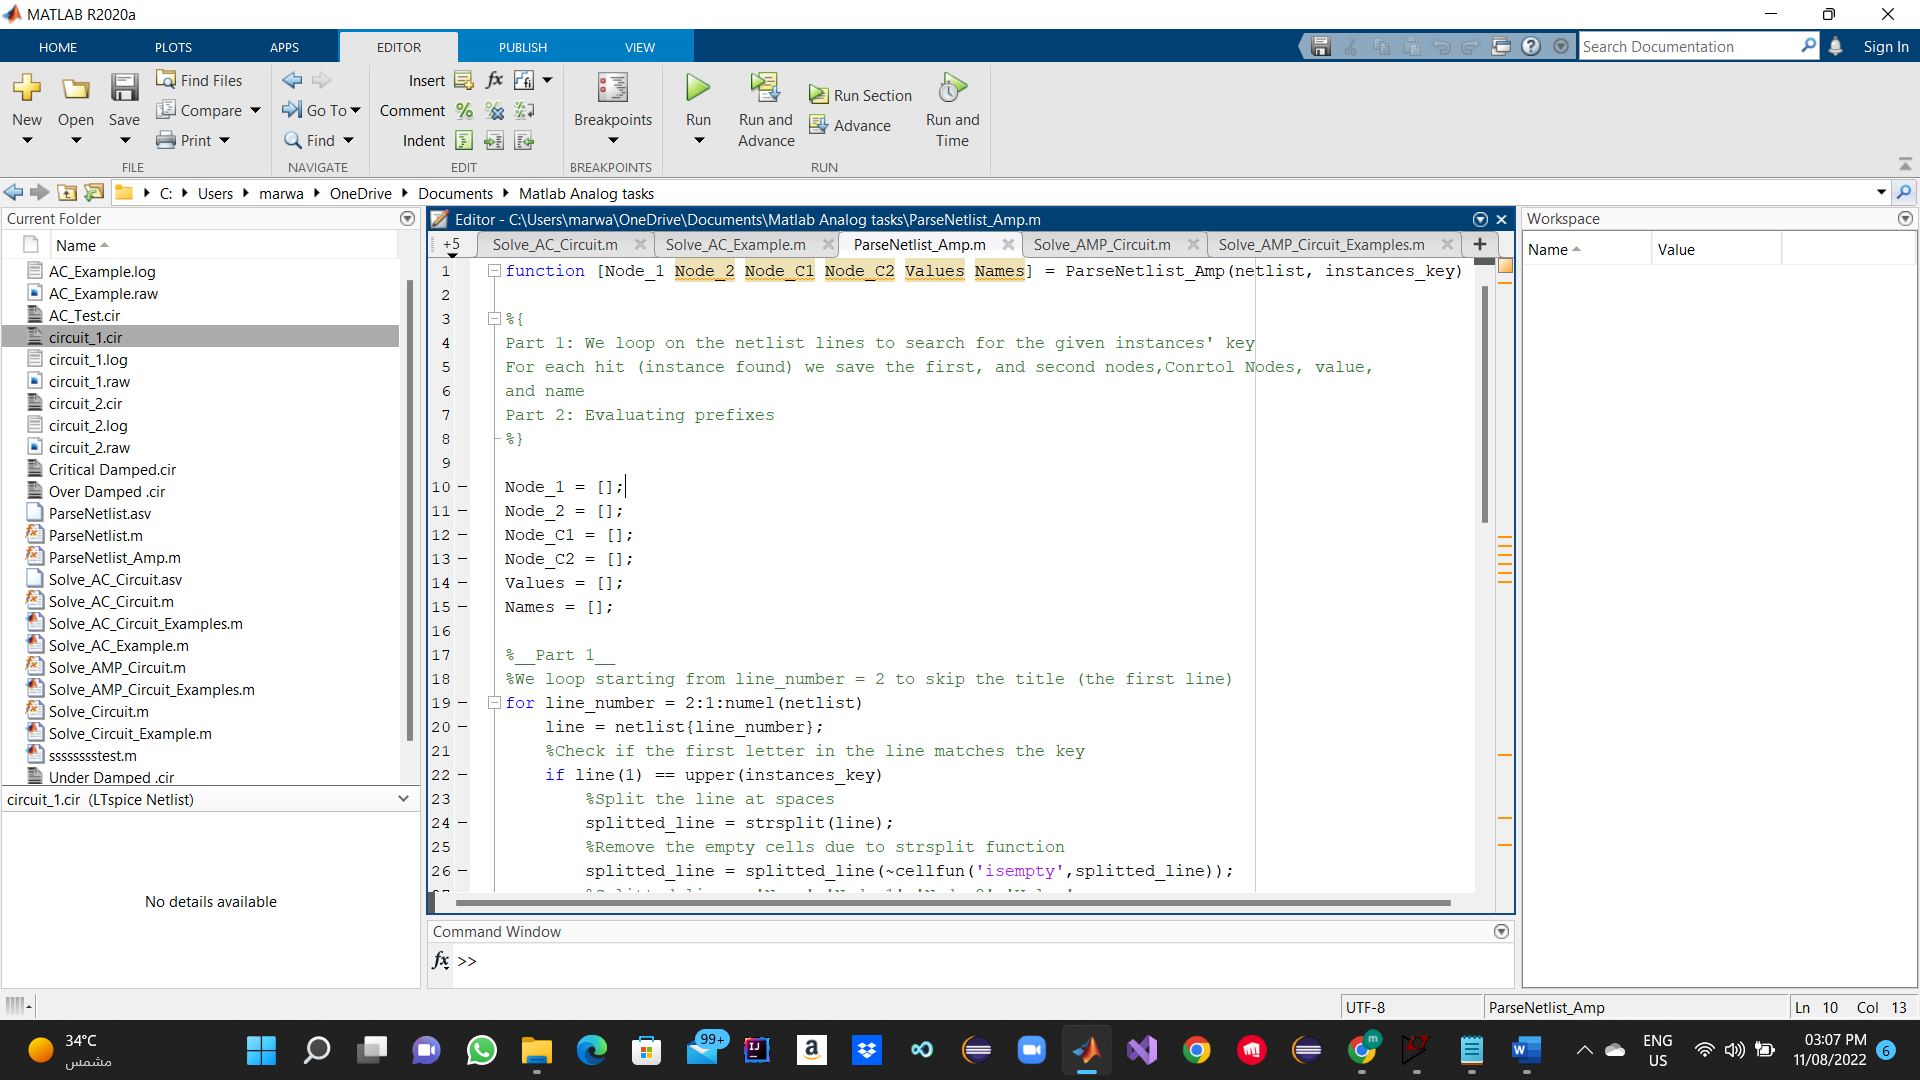 MATLAB R2020a
HOME PLOTS APPS EDITOR PUBLISH VIEW
Search Documentation
Sign In
New
Open
Save
Find Files
Compare
Print
FILE
Go To
Find
NAVIGATE
Insert
Comment
Indent
EDIT
Breakpoints
BREAKPOINTS
Run
Run and Advance
Run Section
Advance
Run and Time
RUN
C: Users marwa OneDrive Documents Matlab Analog tasks
Current Folder
Name
AC_Example.log
AC_Example.raw
AC_Test.cir
circuit_1.cir
circuit_1.log
circuit_1.raw
circuit_2.cir
circuit_2.log
circuit_2.raw
Critical Damped.cir
Over Damped .cir
ParseNetlist.asv
ParseNetlist.m
ParseNetlist_Amp.m
Solve_AC_Circuit.asv
Solve_AC_Circuit.m
Solve_AC_Circuit_Examples.m
Solve_AC_Example.m
Solve_AMP_Circuit.m
Solve_AMP_Circuit_Examples.m
Solve_Circuit.m
Solve_Circuit_Example.m
sssssssstest.m
Under Damped .cir
circuit_1.cir (LTspice Netlist)
No details available
Editor - C:\Users\marwa\OneDrive\Documents\Matlab Analog tasks\ParseNetlist_Amp.m
+5 Solve_AC_Circuit.m Solve_AC_Example.m ParseNetlist_Amp.m Solve_AMP_Circuit.m Solve_AMP_Circuit_Examples.m
1 function [Node_1 Node_2 Node_C1 Node_C2 Values Names] = ParseNetlist_Amp(netlist, instances_key)
2
3 %{
4 Part 1: We loop on the netlist lines to search for the given instances' key
5 For each hit (instance found) we save the first, and second nodes,Conrtol Nodes, value,
6 and name
7 Part 2: Evaluating prefixes
8 %}
9
10 Node_1 = [];
11 Node_2 = [];
12 Node_C1 = [];
13 Node_C2 = [];
14 Values = [];
15 Names = [];
16
17 %__Part 1__
18 %We loop starting from line_number = 2 to skip the title (the first line)
19 for line_number = 2:1:numel(netlist)
20 line = netlist{line_number};
21 %Check if the first letter in the line matches the key
22 if line(1) == upper(instances_key)
23 %Split the line at spaces
24 splitted_line = strsplit(line);
25 %Remove the empty cells due to strsplit function
26 splitted_line = splitted_line(~cellfun('isempty',splitted_line));
Command Window
fx >>
Workspace
Name Value
UTF-8
ParseNetlist_Amp
Ln 10 Col 13
34°C
مشمس
99+
ENG
US
03:07 PM
11/08/2022
6